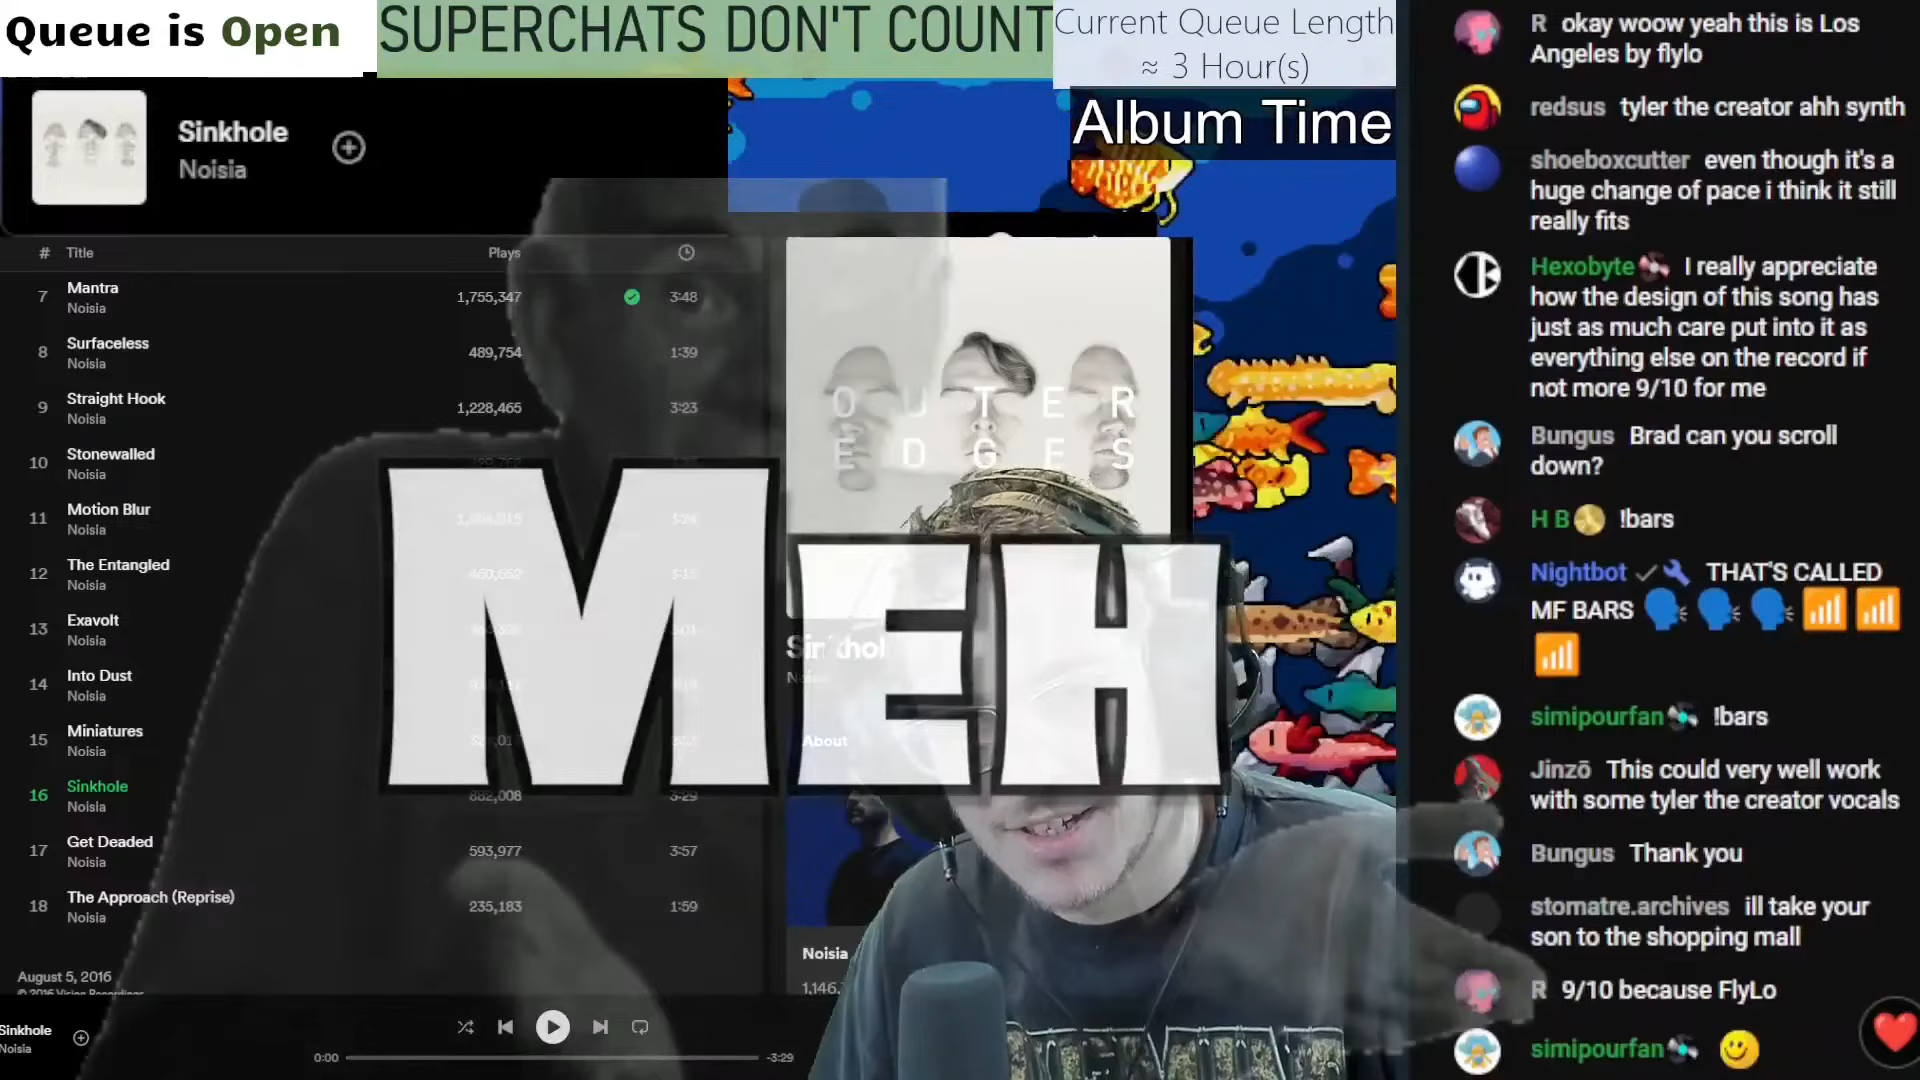 Queue is Open
SUPERCHATS DON'T COUNT
Current Queue Length
≈ 3 Hour(s)
Album Time
Sinkhole
Noisia
# Title Plays
7 Mantra 1,755,347 3:48
Noisia
8 Surfaceless 489,754 1:39
Noisia
9 Straight Hook 1,228,465 3:23
Noisia
10 Stonewalled
Noisia
11 Motion Blur
Noisia
12 The Entangled 460,652
Noisia
13 Exavolt
Noisia
14 Into Dust
Noisia
15 Miniatures
Noisia
16 Sinkhole 882,008 3:29
Noisia
17 Get Deaded 593,977 3:57
Noisia
18 The Approach (Reprise) 235,183 1:59
Noisia
August 5, 2016
© 2016 Vision Recordings
Sinkhole
Noisia
0:00 -3:29
OUTER
EDGES
MEH
About
Noisia
R okay woow yeah this is Los
Angeles by flylo
redsus tyler the creator ahh synth
shoeboxcutter even though it's a
huge change of pace i think it still
really fits
Hexobyte I really appreciate
how the design of this song has
just as much care put into it as
everything else on the record if
not more 9/10 for me
Bungus Brad can you scroll
down?
H B !bars
Nightbot THAT'S CALLED
MF BARS
simipourfan !bars
Jinzō This could very well work
with some tyler the creator vocals
Bungus Thank you
stomatre.archives ill take your
son to the shopping mall
R 9/10 because FlyLo
simipourfan